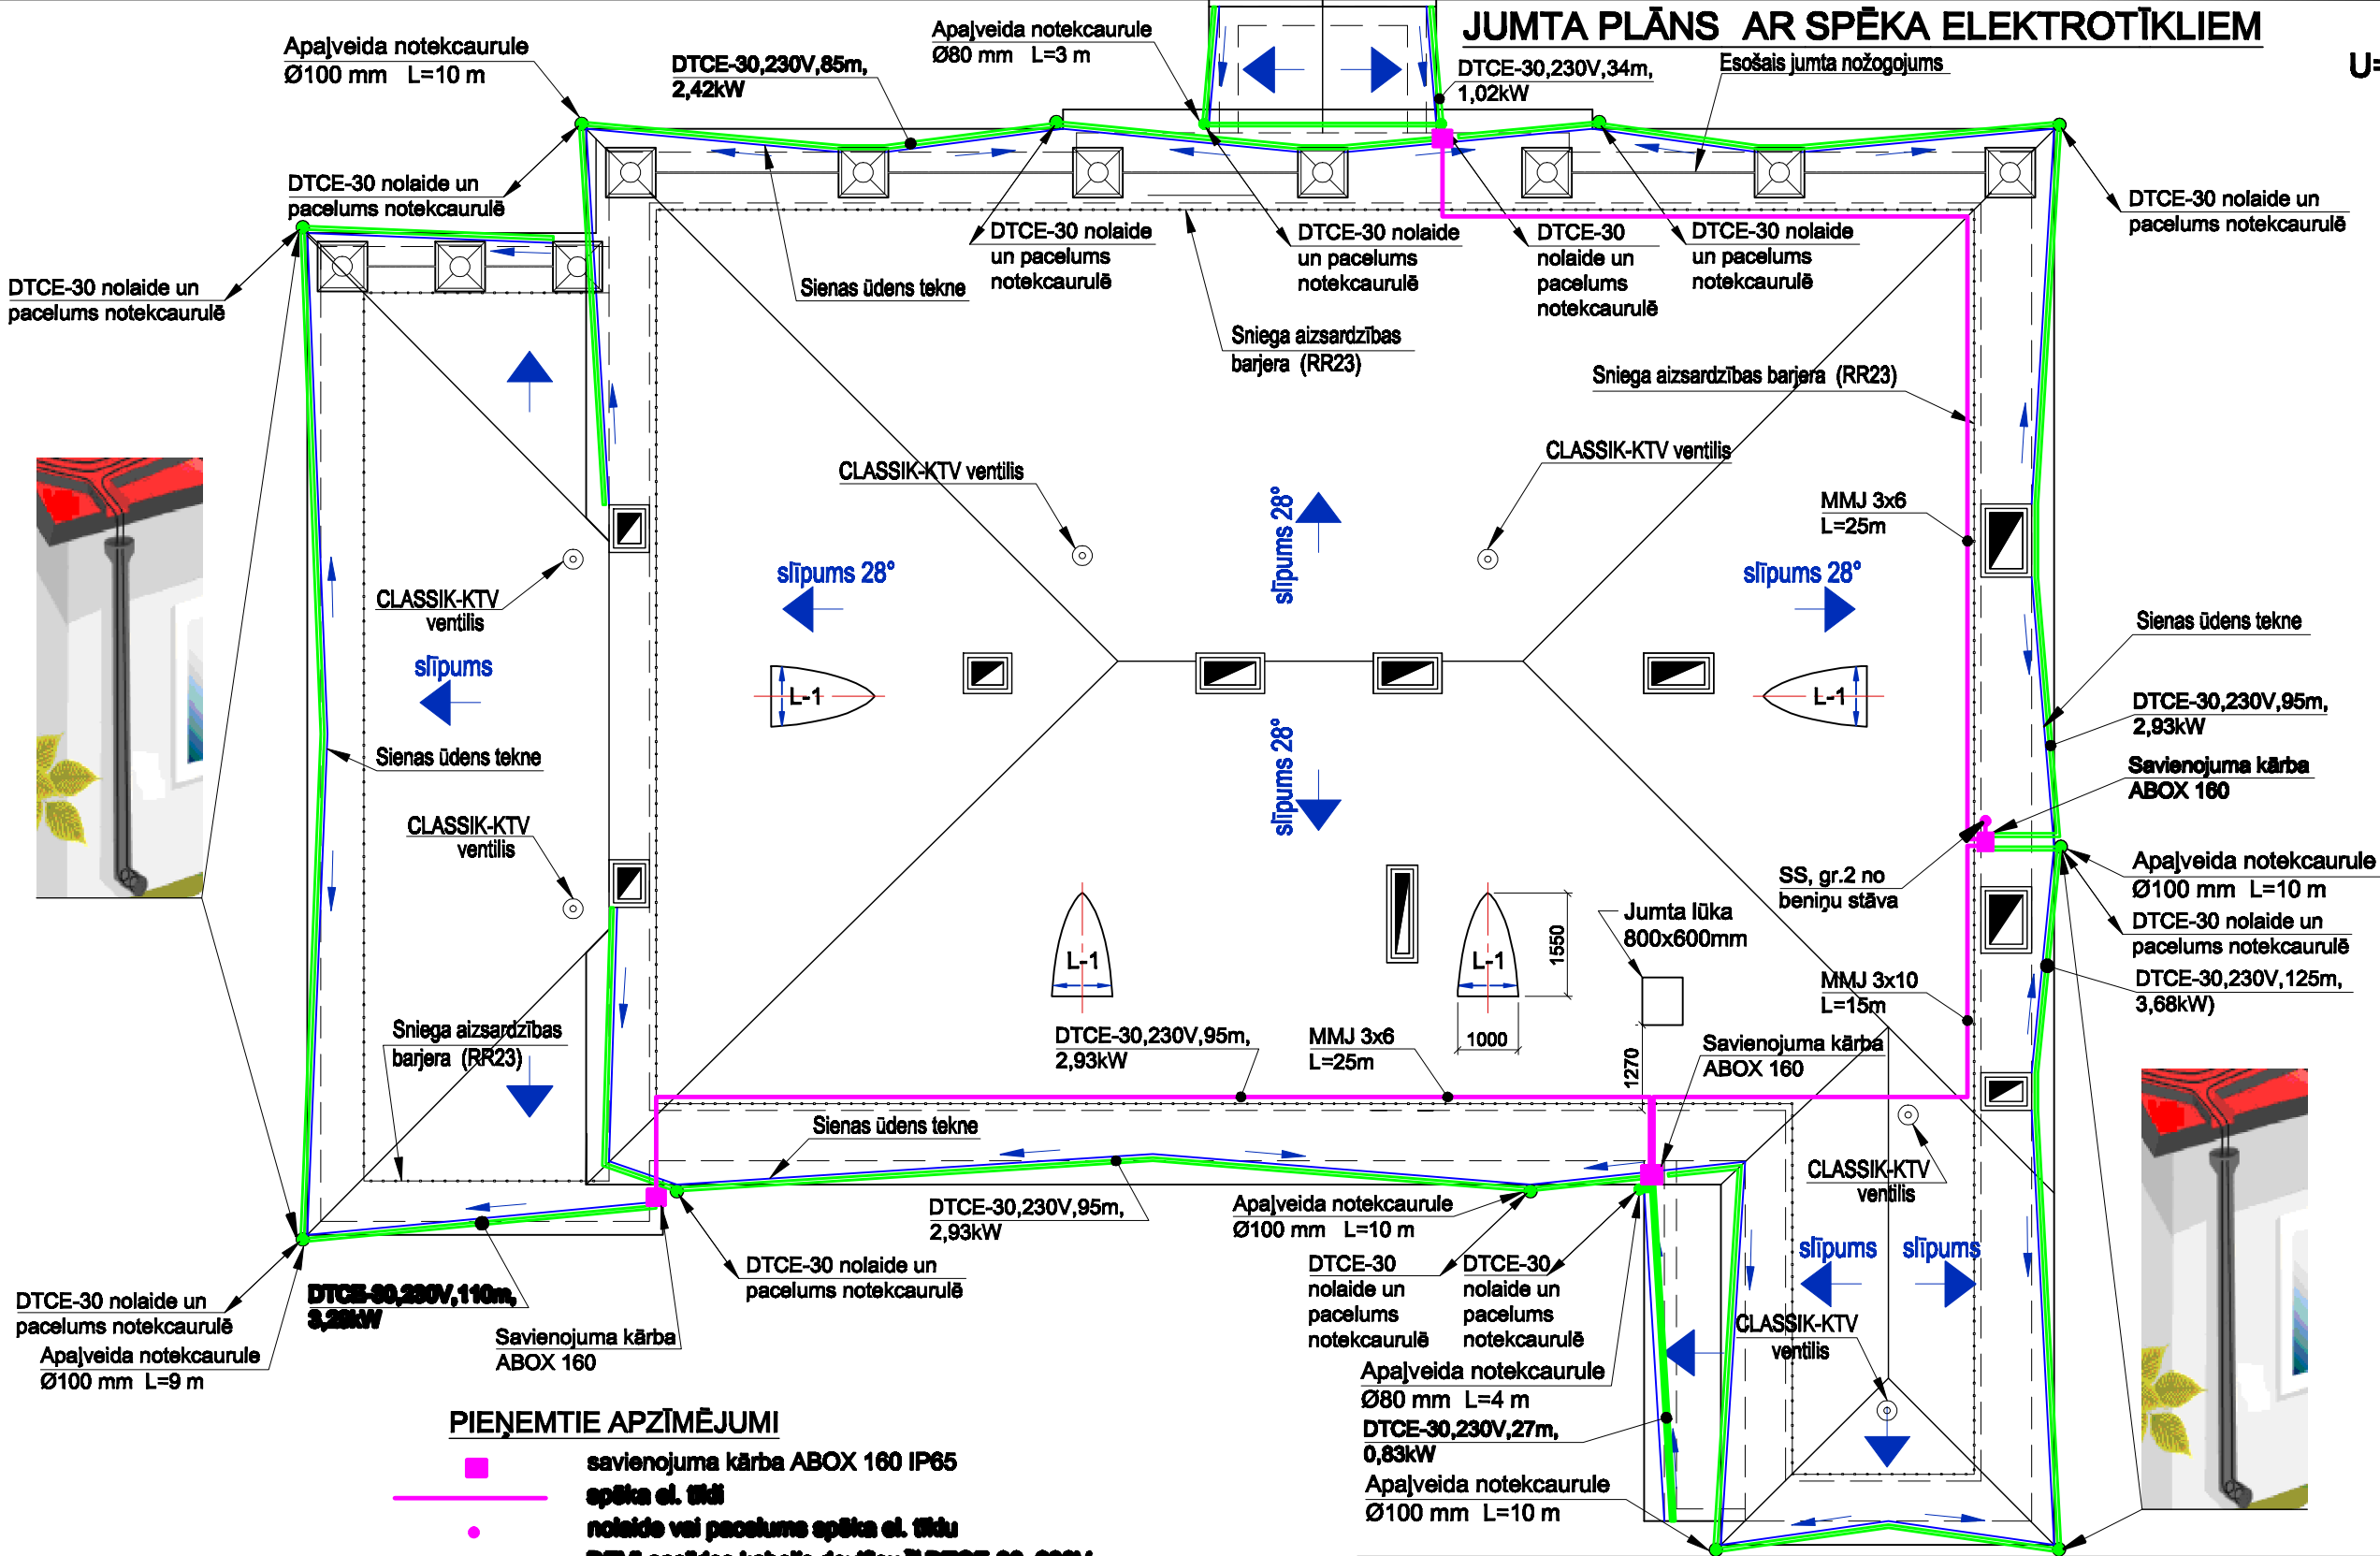 JUMTA PLĀNS AR SPĒKA ELEKTROTĪKLIEM
U=
Apaļveida notekcaurule
Ø100 mm L=10 m
DTCE-30,230V,85m,
2,42kW
Apaļveida notekcaurule
Ø80 mm L=3 m
DTCE-30,230V,34m,
1,02kW
Esošais jumta nožogojums
DTCE-30 nolaide un
pacelums notekcaurulē
DTCE-30 nolaide un
pacelums notekcaurulē
DTCE-30 nolaide un
pacelums notekcaurulē
Sienas ūdens tekne
DTCE-30 nolaide
un pacelums
notekcaurulē
DTCE-30 nolaide
un pacelums
notekcaurulē
DTCE-30
nolaide un
pacelums
notekcaurulē
DTCE-30 nolaide
un pacelums
notekcaurulē
Sniega aizsardzības
barjera (RR23)
Sniega aizsardzības barjera (RR23)
CLASSIK-KTV ventilis
CLASSIK-KTV ventilis
MMJ 3x6
L=25m
slīpums 28°
slīpums 28°
slīpums 28°
slīpums 28°
CLASSIK-KTV
ventilis
slīpums
Sienas ūdens tekne
CLASSIK-KTV
ventilis
L-1
L-1
L-1
L-1
Sienas ūdens tekne
DTCE-30,230V,95m,
2,93kW
Savienojuma kārba
ABOX 160
Apaļveida notekcaurule
Ø100 mm L=10 m
DTCE-30 nolaide un
pacelums notekcaurulē
DTCE-30,230V,125m,
3,68kW)
SS, gr.2 no
beniņu stāva
Jumta lūka
800x600mm
1550
1000
1270
MMJ 3x10
L=15m
Sniega aizsardzības
barjera (RR23)
DTCE-30,230V,95m,
2,93kW
MMJ 3x6
L=25m
Savienojuma kārba
ABOX 160
Sienas ūdens tekne
CLASSIK-KTV
ventilis
DTCE-30,230V,95m,
2,93kW
Apaļveida notekcaurule
Ø100 mm L=10 m
slīpums
slīpums
DTCE-30 nolaide un
pacelums notekcaurulē
DTCE-30
nolaide un
pacelums
notekcaurulē
DTCE-30
nolaide un
pacelums
notekcaurulē
CLASSIK-KTV
ventilis
DTCE-30 nolaide un
pacelums notekcaurulē
DTCE-30,230V,110m,
3,29kW
Savienojuma kārba
ABOX 160
Apaļveida notekcaurule
Ø100 mm L=9 m
Apaļveida notekcaurule
Ø80 mm L=4 m
DTCE-30,230V,27m,
0,83kW
Apaļveida notekcaurule
Ø100 mm L=10 m
PIEŅEMTIE APZĪMĒJUMI
savienojuma kārba ABOX 160 IP65
spēka el. tīkli
nolaide vai pacelums spēka el. tīklu